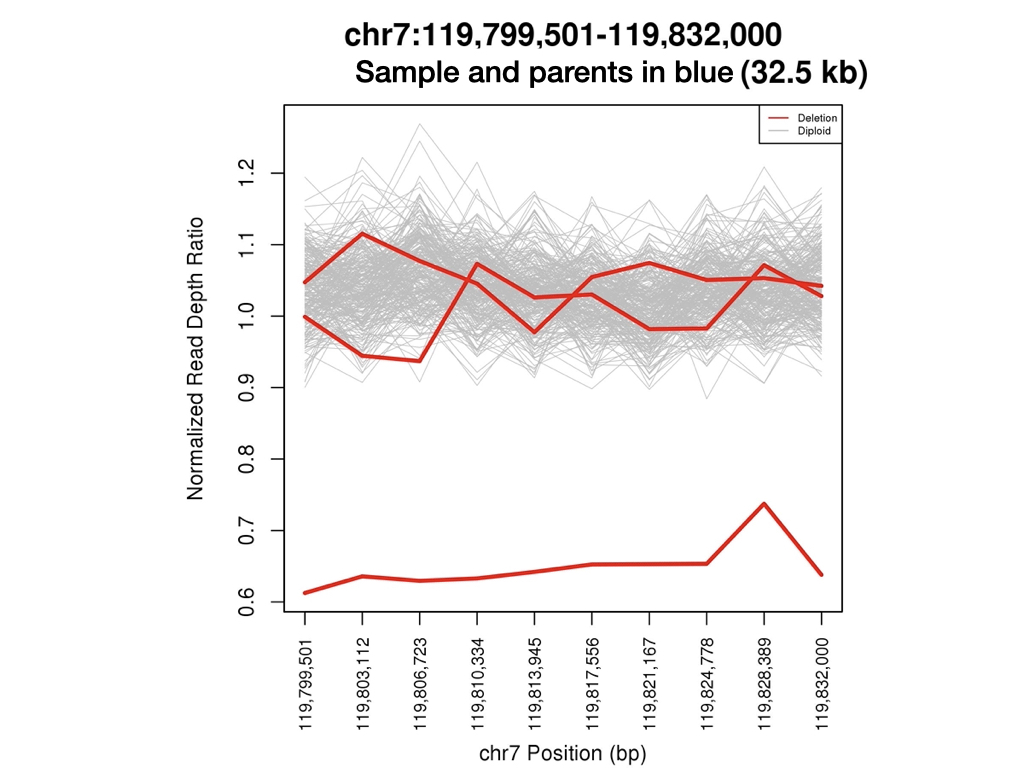 chr7:119,799,501-119,832,000
Sample and parents in blue (32.5 kb)
Deletion
Diploid
Normalized Read Depth Ratio
1.2
1.1
1.0
0.9
0.8
0.7
0.6
119,799,501
119,803,112
119,806,723
119,810,334
119,813,945
119,817,556
119,821,167
119,824,778
119,828,389
119,832,000
chr7 Position (bp)